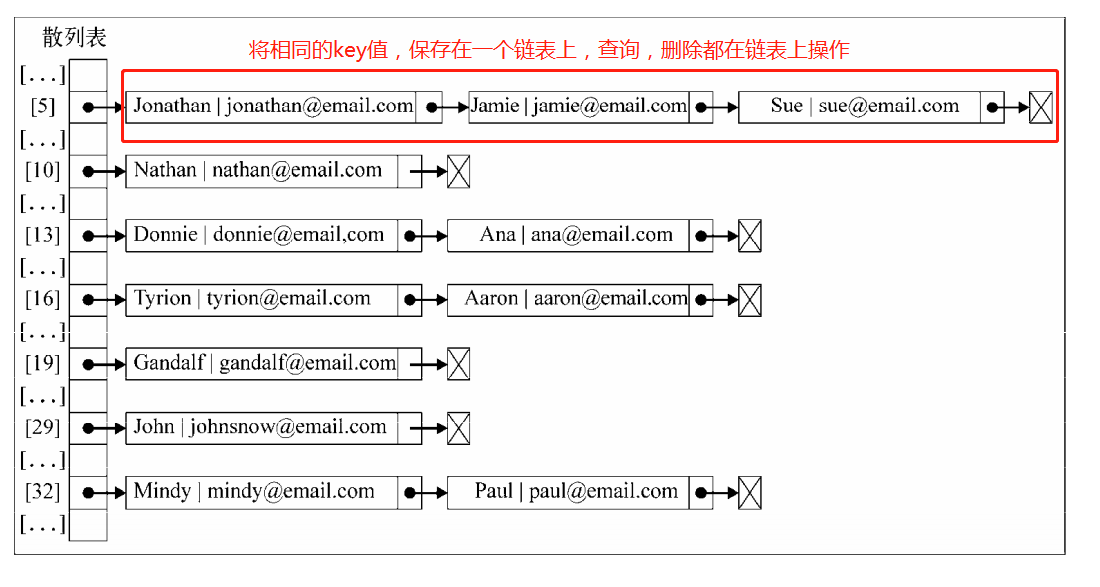 散列表
将相同的key值，保存在一个链表上，查询，删除都在链表上操作
[...]
[5] Jonathan | jonathan@email.com Jamie | jamie@email.com Sue | sue@email.com
[...]
[10] Nathan | nathan@email.com
[...]
[13] Donnie | donnie@email,com Ana | ana@email.com
[...]
[16] Tyrion | tyrion@email.com Aaron | aaron@email.com
[...]
[19] Gandalf | gandalf@email.com
[...]
[29] John | johnsnow@email.com
[...]
[32] Mindy | mindy@email.com Paul | paul@email.com
[...]